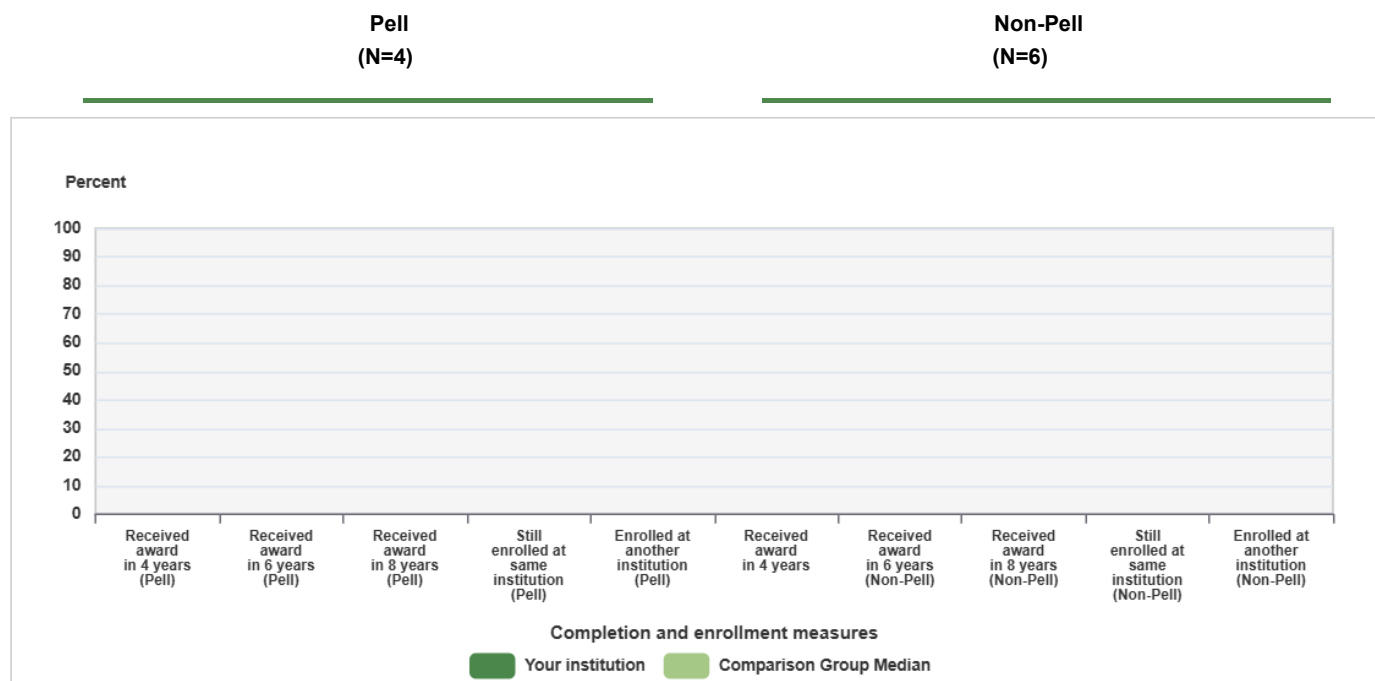 Pell
(N=4)
Non-Pell
(N=6)
Percent
100
90
80
70
60
50
40
30
20
10
0
Received
award
in 4 years
(Pell)
Received
award
in 6 years
(Pell)
Received
award
in 8 years
(Pell)
Still
enrolled at
same
institution
(Pell)
Enrolled at
another
institution
(Pell)
Received
award
in 4 years
Received
award
in 6 years
(Non-Pell)
Received
award
in 8 years
(Non-Pell)
Still
enrolled at
same
institution
(Non-Pell)
Enrolled at
another
institution
(Non-Pell)
Completion and enrollment measures
Your institution
Comparison Group Median